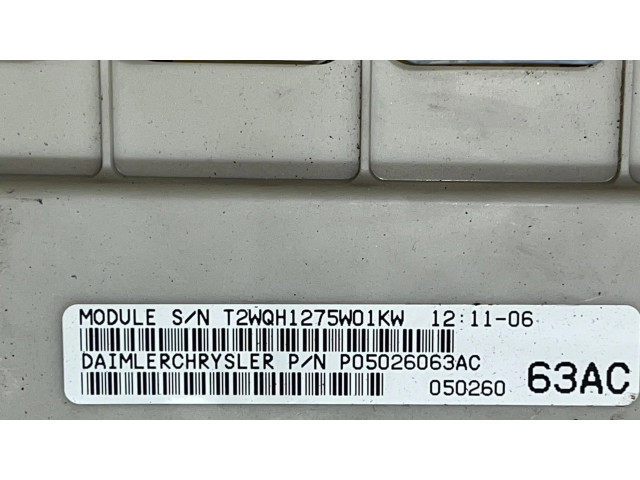 MODULE S/N T2WQH1275W01KW 12:11-06
DAIMLERCHRYSLER P/N P05026063AC
050260 63AC